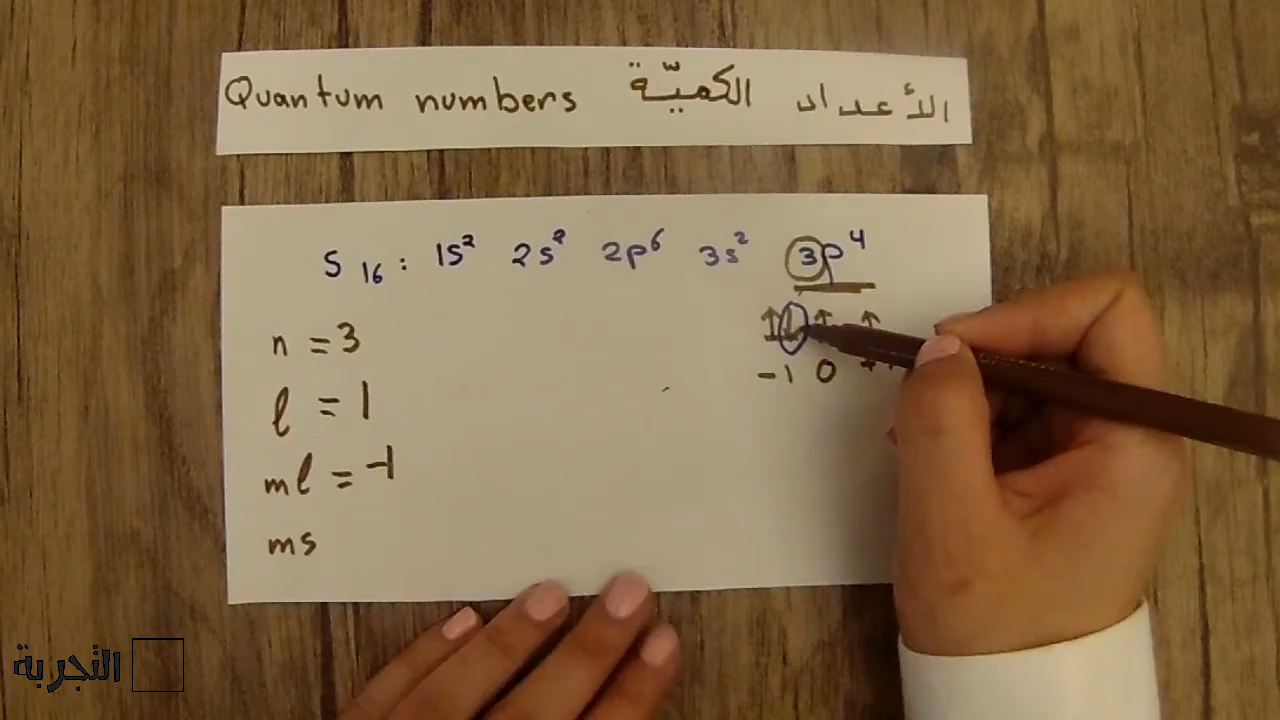 Quantum numbers الأعداد الكميّة
S 16 : 1s² 2s² 2p⁶ 3s² 3p⁴
n = 3
-1 0
l = 1
ml = -1
ms
التجربة